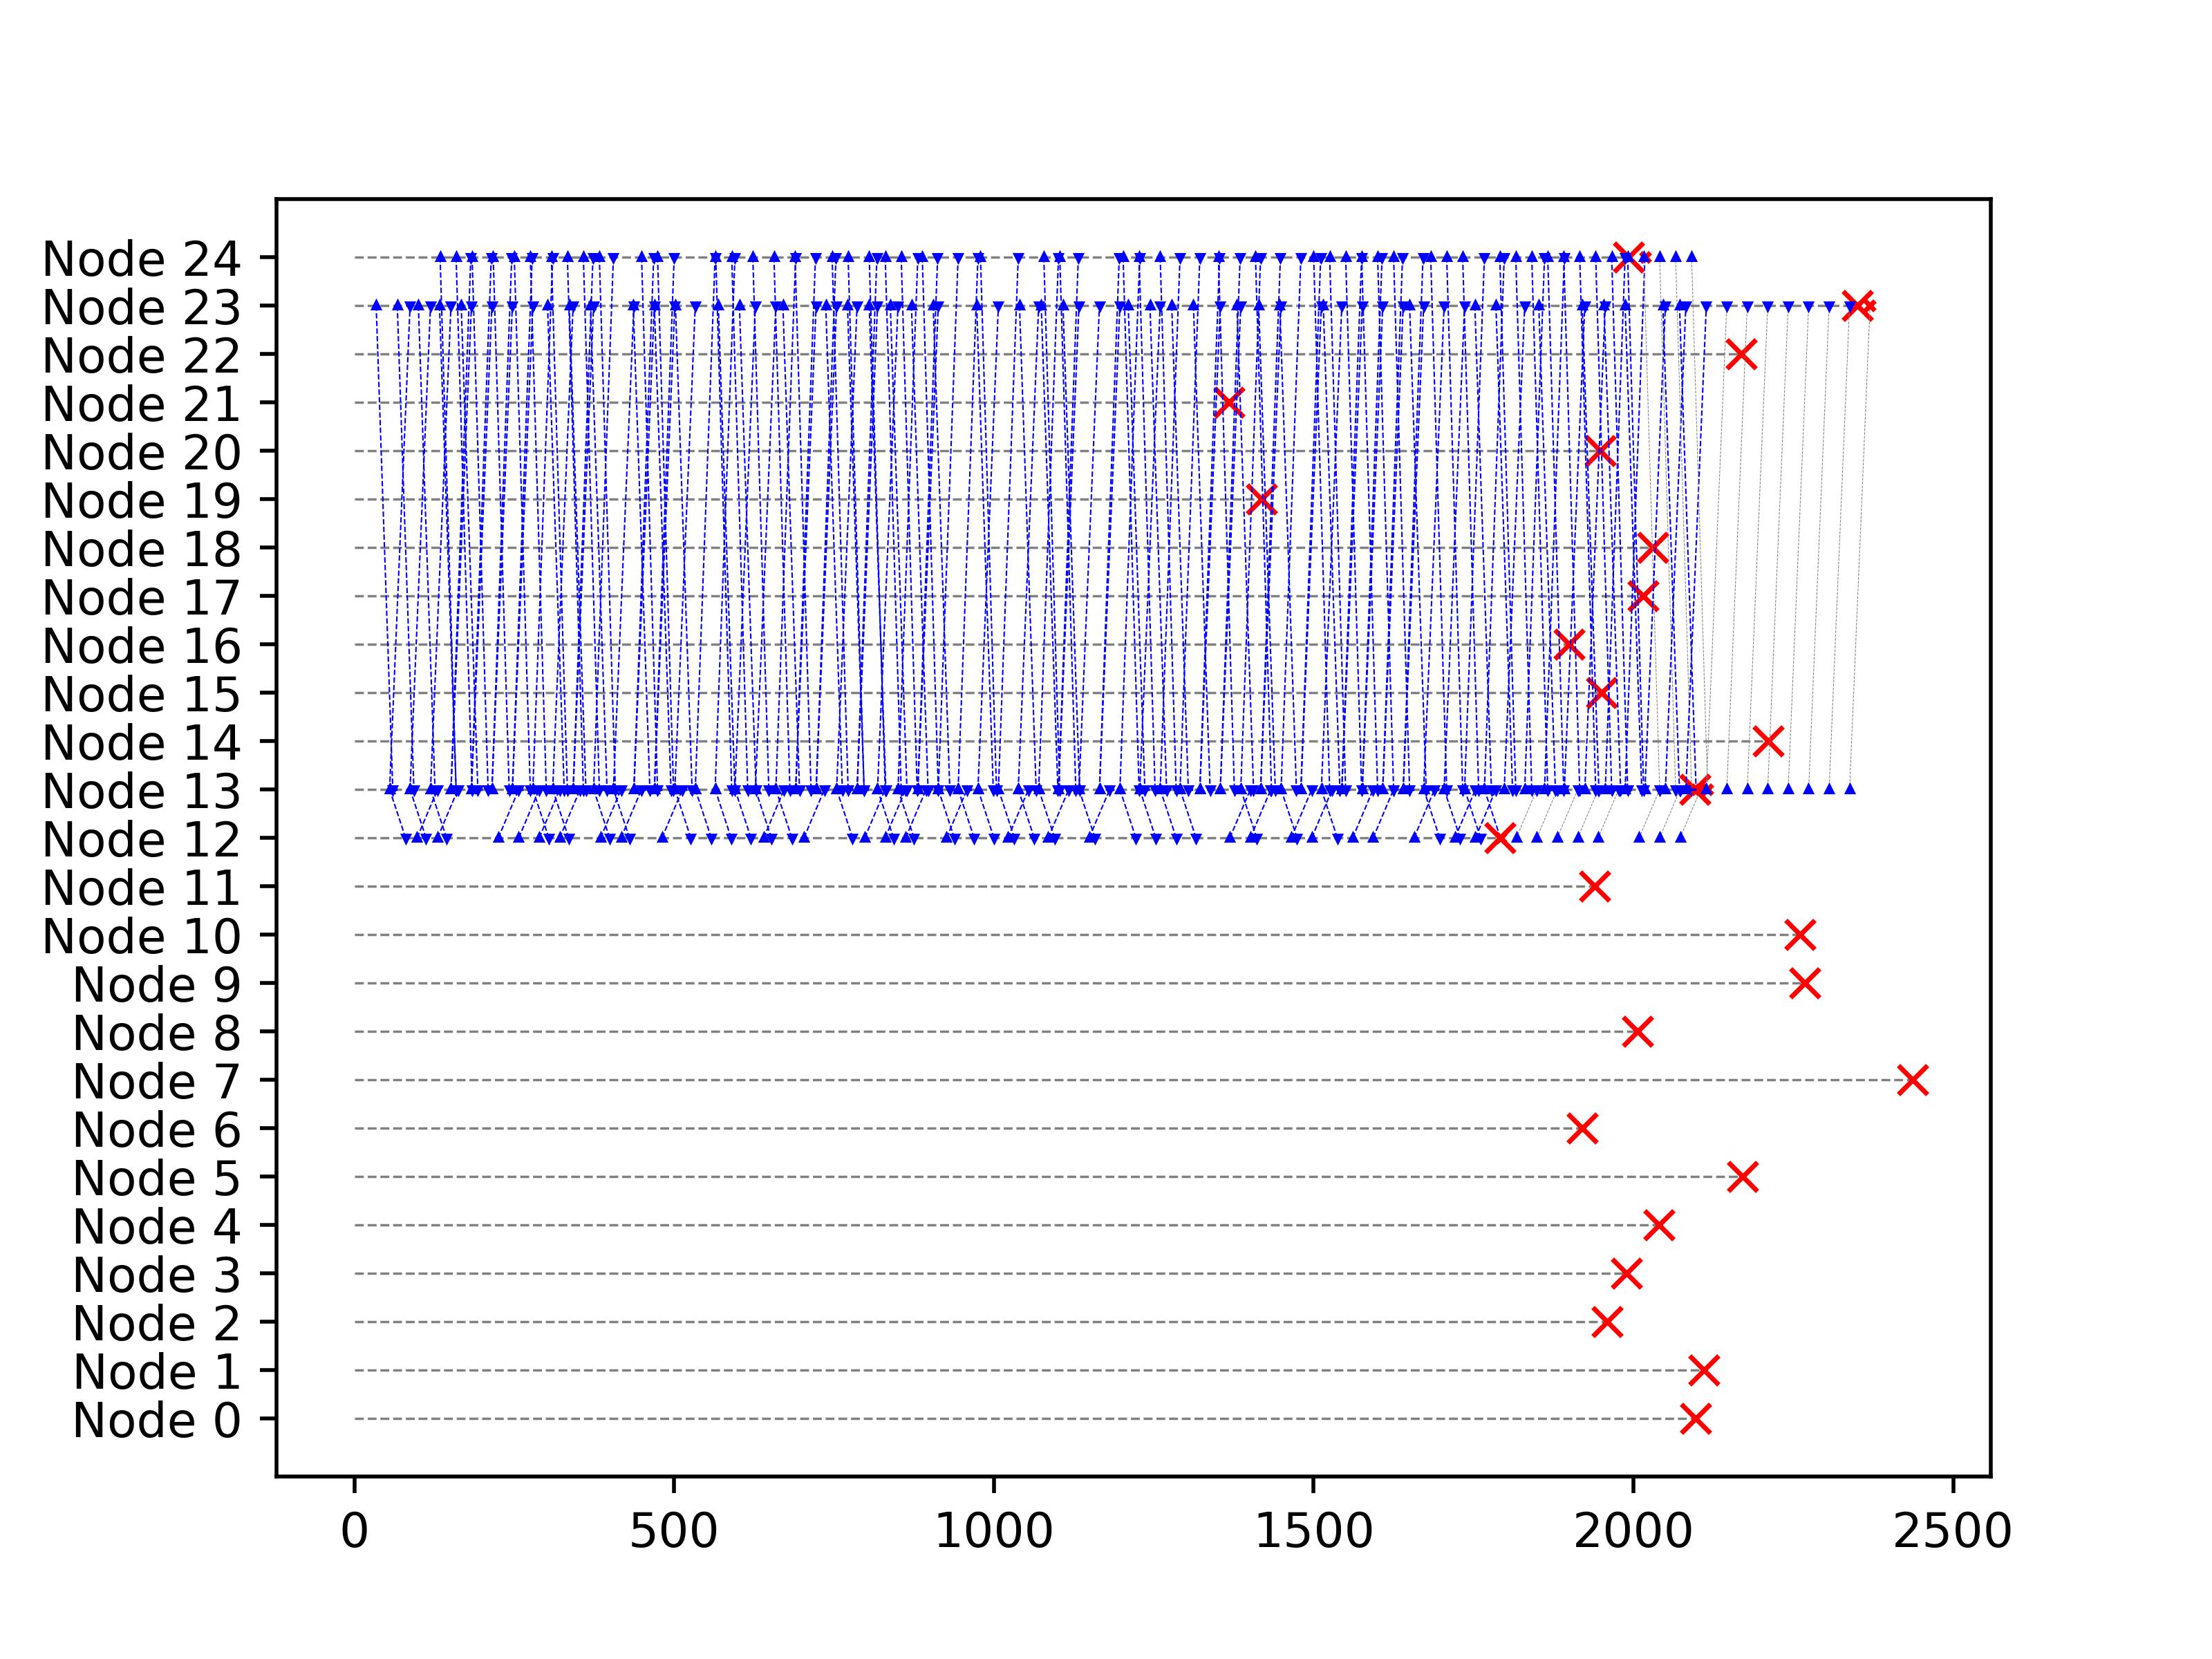 Node 24
Node 23
Node 22
Node 21
Node 20
Node 19
Node 18
Node 17
Node 16
Node 15
Node 14
Node 13
Node 12
Node 11
Node 10
Node 9
Node 8
Node 7
Node 6
Node 5
Node 4
Node 3
Node 2
Node 1
Node 0
0 500 1000 1500 2000 2500